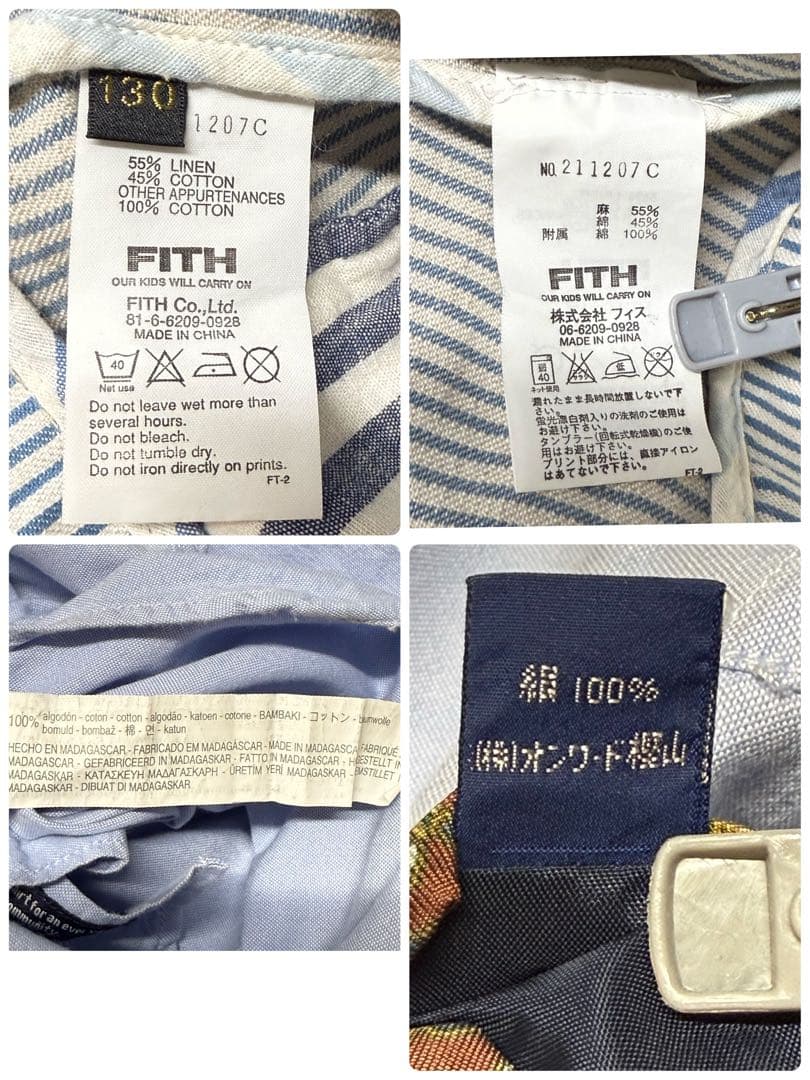 130
1207C
55% LINEN
45% COTTON
OTHER APPURTENANCES
100% COTTON
FITH
OUR KIDS WILL CARRY ON
FITH Co.,Ltd.
81-6-6209-0928
MADE IN CHINA
40
Net use
Do not leave wet more than
several hours.
Do not bleach.
Do not tumble dry.
Do not iron directly on prints.
FT-2
NO. 211207C
麻 55%
綿 45%
附属 綿 100%
FITH
OUR KIDS WILL CARRY ON
株式会社 フィス
06-6209-0928
MADE IN CHINA
弱
40
低
ネット使用
濡れたまま長時間放置しないで下
さい。
蛍光漂白剤入りの洗剤のご使用は
お避け下さい。
タンブラー(回転式乾燥機)のご使
用はお避け下さい。
プリント部分には、直接アイロン
はあてないで下さい。
FT-2
100% algodón - coton - cotton - algodão - katoen - cotone - BAMBAKI - コットン - baumwolle
bomuld - bombaž - 棉 - 면 - katun
HECHO EN MADAGASCAR - FABRICADO EM MADAGÁSCAR - MADE IN MADAGASCA FABRIQUÉ
MADAGASCAR - GEFABRICEERD IN MADAGASKAR - FATTO IN MADAGASCAR - HERGESTELLT IN
MADAGASKAR - ΚΑΤΑΣΚΕΥΗ ΜΑΔΑΓΑΣΚΑΡΗ - ÜRETİM YERİ MADAGASKAR - FREMSTILLET
MADAGASKAR - DIBUAT DI MADAGASKAR
for an
community
絹 100%
(株)オンワード樫山